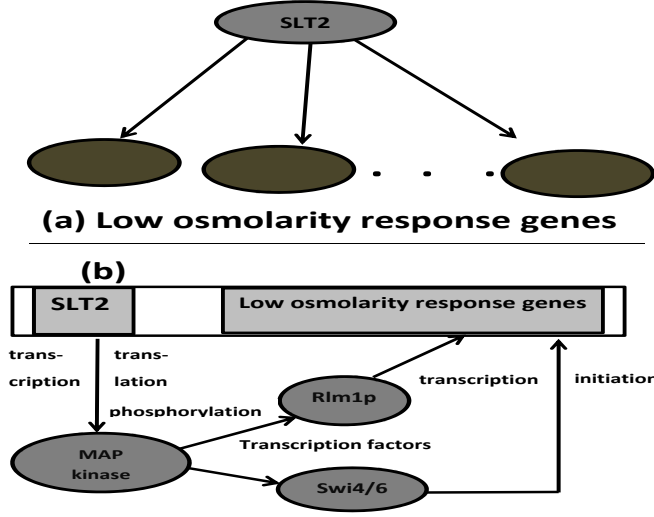 SLT2
(a) Low osmolarity response genes
(b)
SLT2
Low osmolarity response genes
trans-
cription
trans-
lation
phosphorylation
Rlm1p
transcription
initiation
Transcription factors
MAP
kinase
Swi4/6